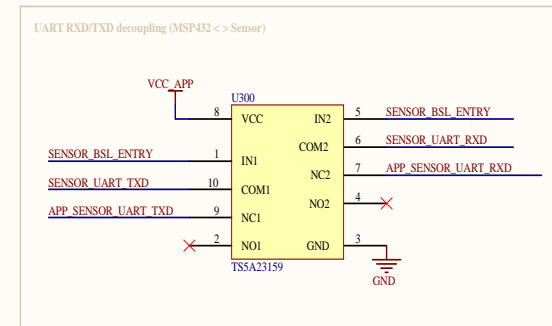 UART RXD/TXD decoupling (MSP432 < > Sensor)
VCC_APP
U300
8 VCC IN2 5 SENSOR_BSL_ENTRY
COM2 6 SENSOR_UART_RXD
SENSOR_BSL_ENTRY 1 IN1
NC2 7 APP_SENSOR_UART_RXD
SENSOR_UART_TXD 10 COM1
NO2 4
APP_SENSOR_UART_TXD 9 NC1
2 NO1 GND 3
TS5A23159
GND